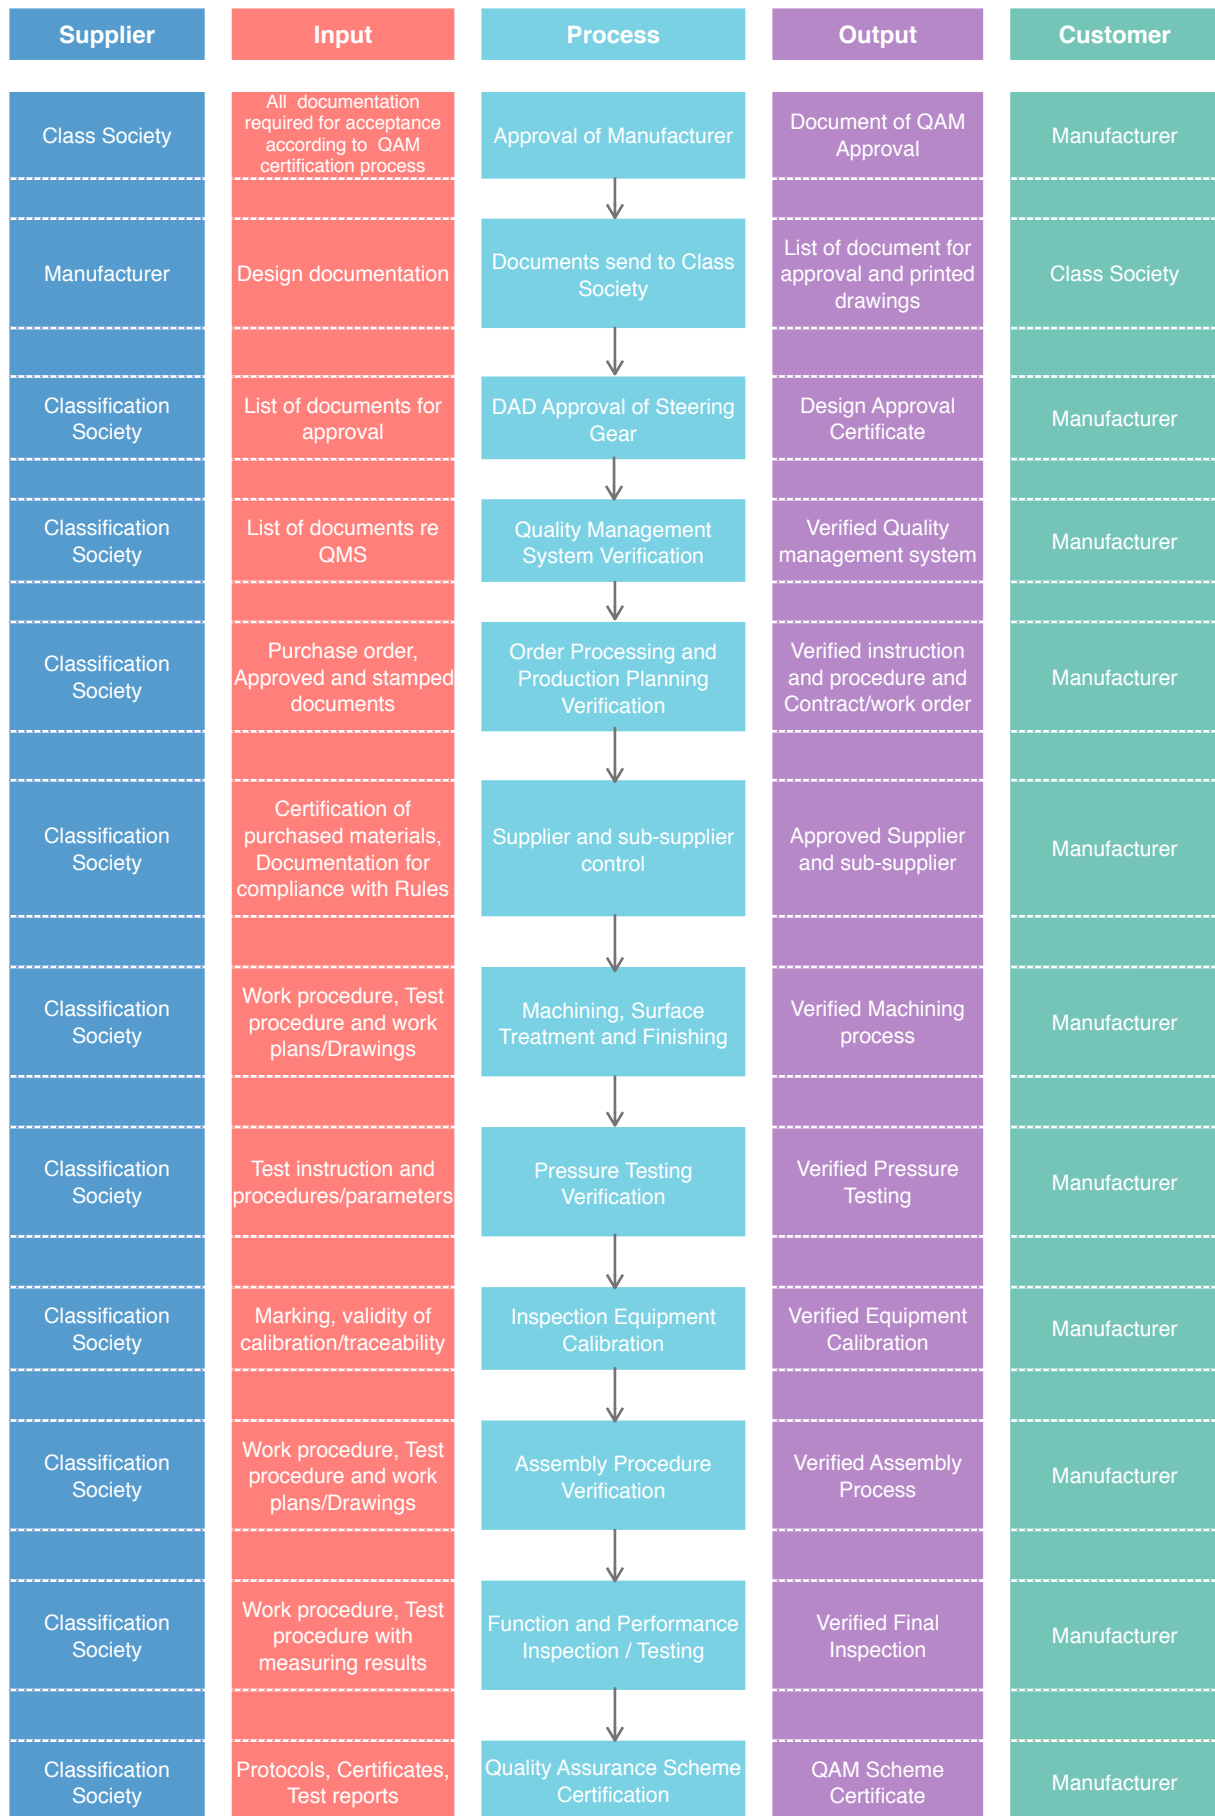 Supplier
Input
Process
Output
Customer
Class Society
All documentation
required for acceptance
according to QAM
certification process
Approval of Manufacturer
Document of QAM
Approval
Manufacturer
Manufacturer
Design documentation
Documents send to Class
Society
List of document for
approval and printed
drawings
Class Society
Classification
Society
List of documents for
approval
DAD Approval of Steering
Gear
Design Approval
Certificate
Manufacturer
Classification
Society
List of documents re
QMS
Quality Management
System Verification
Verified Quality
management system
Manufacturer
Classification
Society
Purchase order,
Approved and stamped
documents
Order Processing and
Production Planning
Verification
Verified instruction
and procedure and
Contract/work order
Manufacturer
Classification
Society
Certification of
purchased materials,
Documentation for
compliance with Rules
Supplier and sub-supplier
control
Approved Supplier
and sub-supplier
Manufacturer
Classification
Society
Work procedure, Test
procedure and work
plans/Drawings
Machining, Surface
Treatment and Finishing
Verified Machining
process
Manufacturer
Classification
Society
Test instruction and
procedures/parameters
Pressure Testing
Verification
Verified Pressure
Testing
Manufacturer
Classification
Society
Marking, validity of
calibration/traceability
Inspection Equipment
Calibration
Verified Equipment
Calibration
Manufacturer
Classification
Society
Work procedure, Test
procedure and work
plans/Drawings
Assembly Procedure
Verification
Verified Assembly
Process
Manufacturer
Classification
Society
Work procedure, Test
procedure with
measuring results
Function and Performance
Inspection / Testing
Verified Final
Inspection
Manufacturer
Classification
Society
Protocols, Certificates,
Test reports
Quality Assurance Scheme
Certification
QAM Scheme
Certificate
Manufacturer